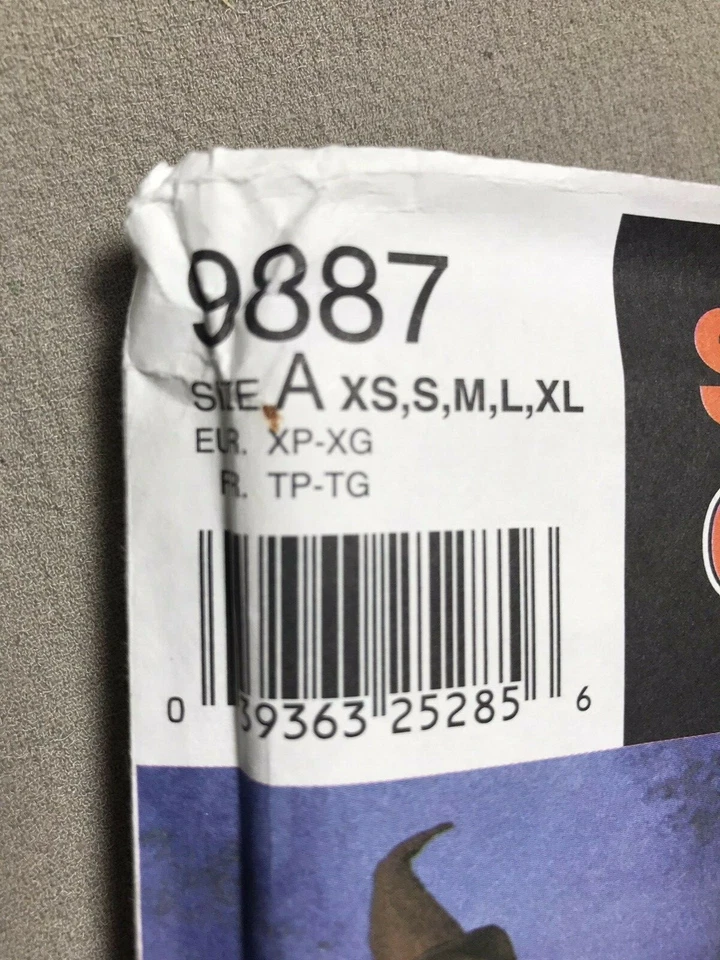 9887
SIZE A XS,S,M,L,XL
EUR. XP-XG
FR. TP-TG
0 39363 25285 6